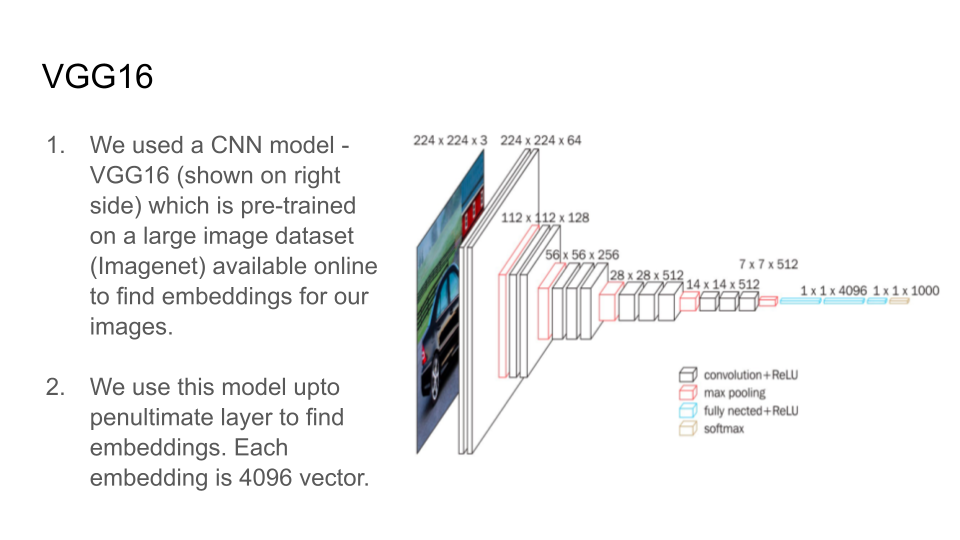 VGG16
1. We used a CNN model -
VGG16 (shown on right
side) which is pre-trained
on a large image dataset
(Imagenet) available online
to find embeddings for our
images.
2. We use this model upto
penultimate layer to find
embeddings. Each
embedding is 4096 vector.
224 x 224 x 3 224 x 224 x 64
112 x 112 x 128
56 x 56 x 256
28 x 28 x 512
14 x 14 x 512
7 x 7 x 512
1 x 1 x 4096 1 x 1 x 1000
convolution+ReLU
max pooling
fully nected+ReLU
softmax